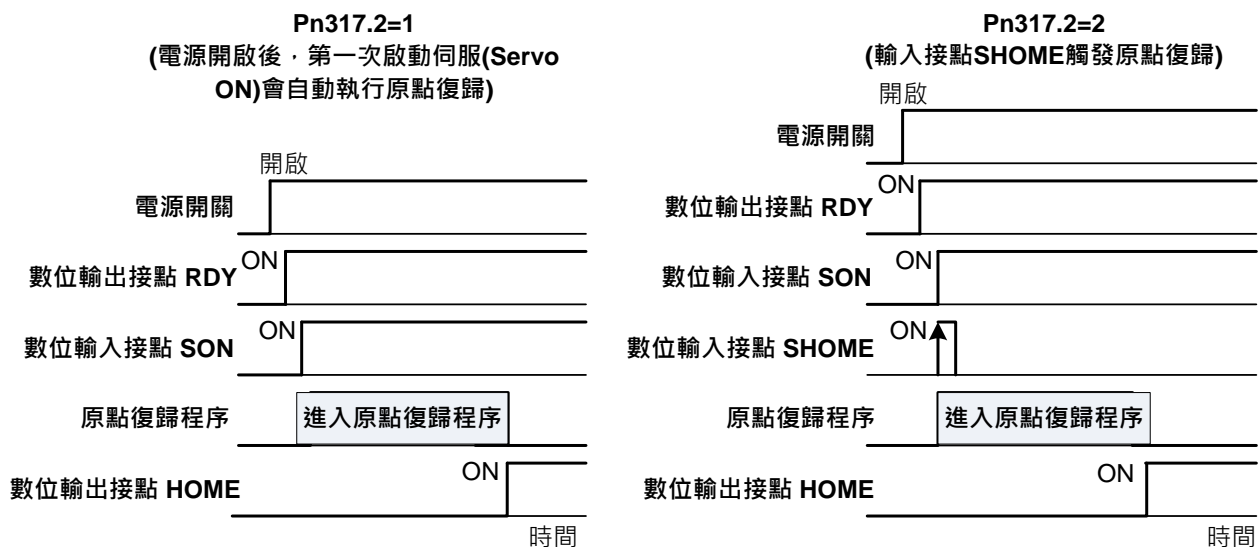 Pn317.2=1
(電源開啟後，第一次啟動伺服(Servo
ON)會自動執行原點復歸)
開啟
電源開關
ON
數位輸出接點 RDY
ON
數位輸入接點 SON
原點復歸程序
進入原點復歸程序
ON
數位輸出接點 HOME
時間
Pn317.2=2
(輸入接點SHOME觸發原點復歸)
開啟
電源開關
ON
數位輸出接點 RDY
ON
數位輸入接點 SON
ON
數位輸入接點 SHOME
原點復歸程序
進入原點復歸程序
ON
數位輸出接點 HOME
時間